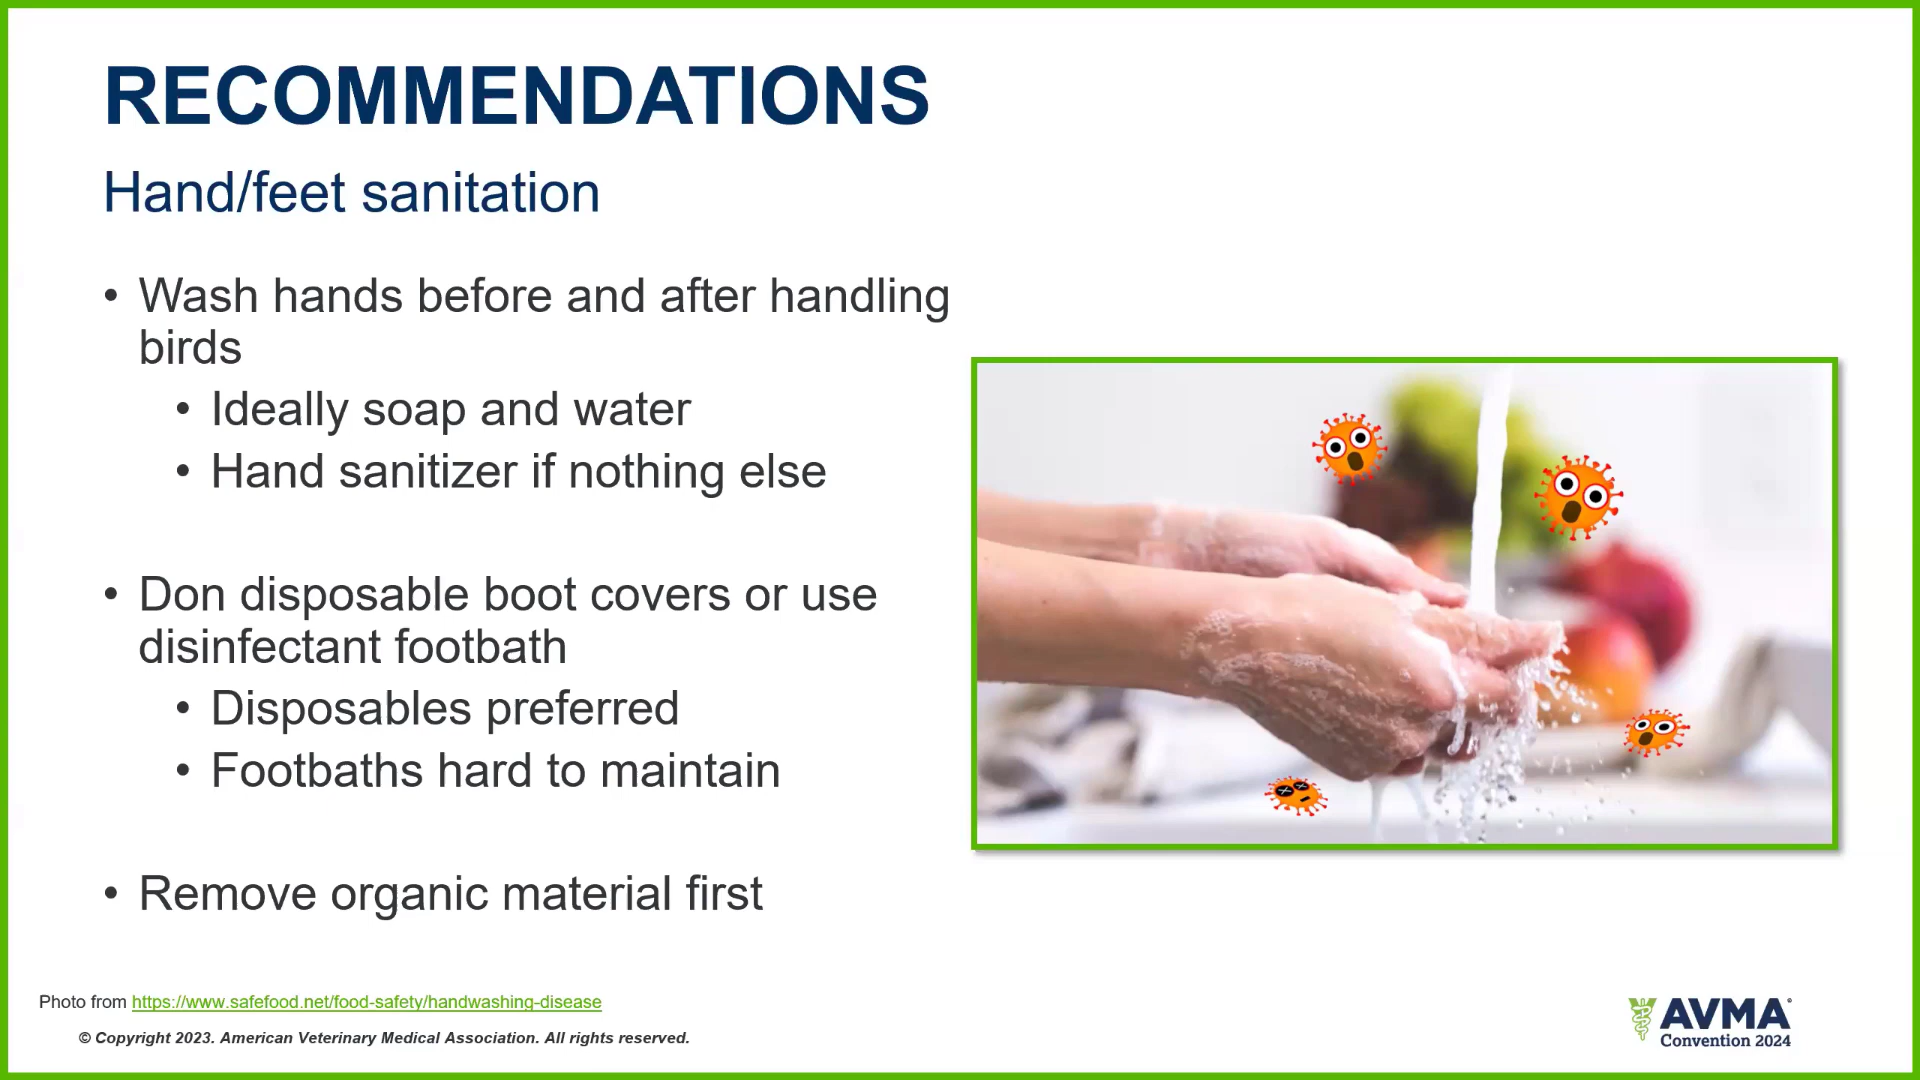 RECOMMENDATIONS
Hand/feet sanitation
• Wash hands before and after handling
birds
• Ideally soap and water
• Hand sanitizer if nothing else
• Don disposable boot covers or use
disinfectant footbath
• Disposables preferred
• Footbaths hard to maintain
• Remove organic material first
Photo from https://www.safefood.net/food-safety/handwashing-disease
© Copyright 2023. American Veterinary Medical Association. All rights reserved.
AVMA
Convention 2024